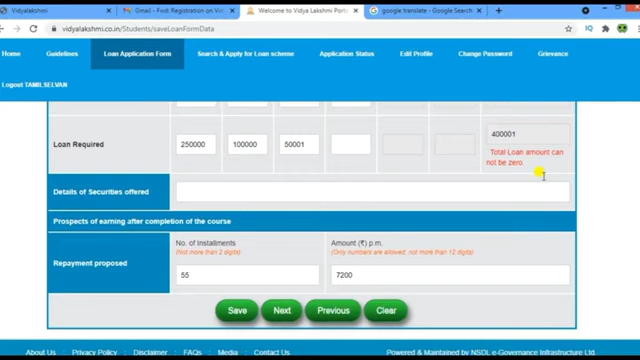 Vidyalakshmi
Gmail - Fwd: Registration on Vid
Welcome to Vidya Lakshmi Porta
google translate - Google Search
vidyalakshmi.co.in/Students/saveLoanFormData
Home
Guidelines
Loan Application Form
Search & Apply for Loan scheme
Application Status
Edit Profile
Change Password
Grievance
Logout TAMILSELVAN
Loan Required
250000
100000
50001
400001
Total Loan amount can
not be zero.
Details of Securities offered
Prospects of earning after completion of the course
Repayment proposed
No. of Installments
(Not more than 2 digits)
55
Amount (₹) p.m.
(Only numbers are allowed, not more than 12 digits)
7200
Save
Next
Previous
Clear
About Us
Privacy Policy
Disclaimer
FAQs
Media
Contact Us
Powered & Maintained by NSDL e-Governance Infrastructure Ltd.